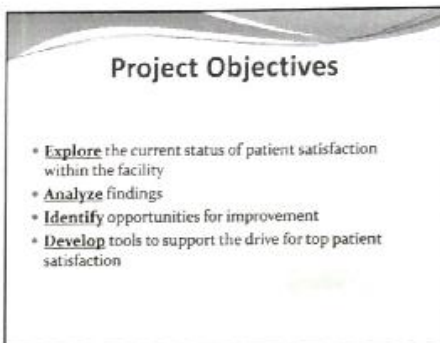 Project Objectives
• Explore the current status of patient satisfaction
within the facility
• Analyze findings
• Identify opportunities for improvement
• Develop tools to support the drive for top patient
satisfaction